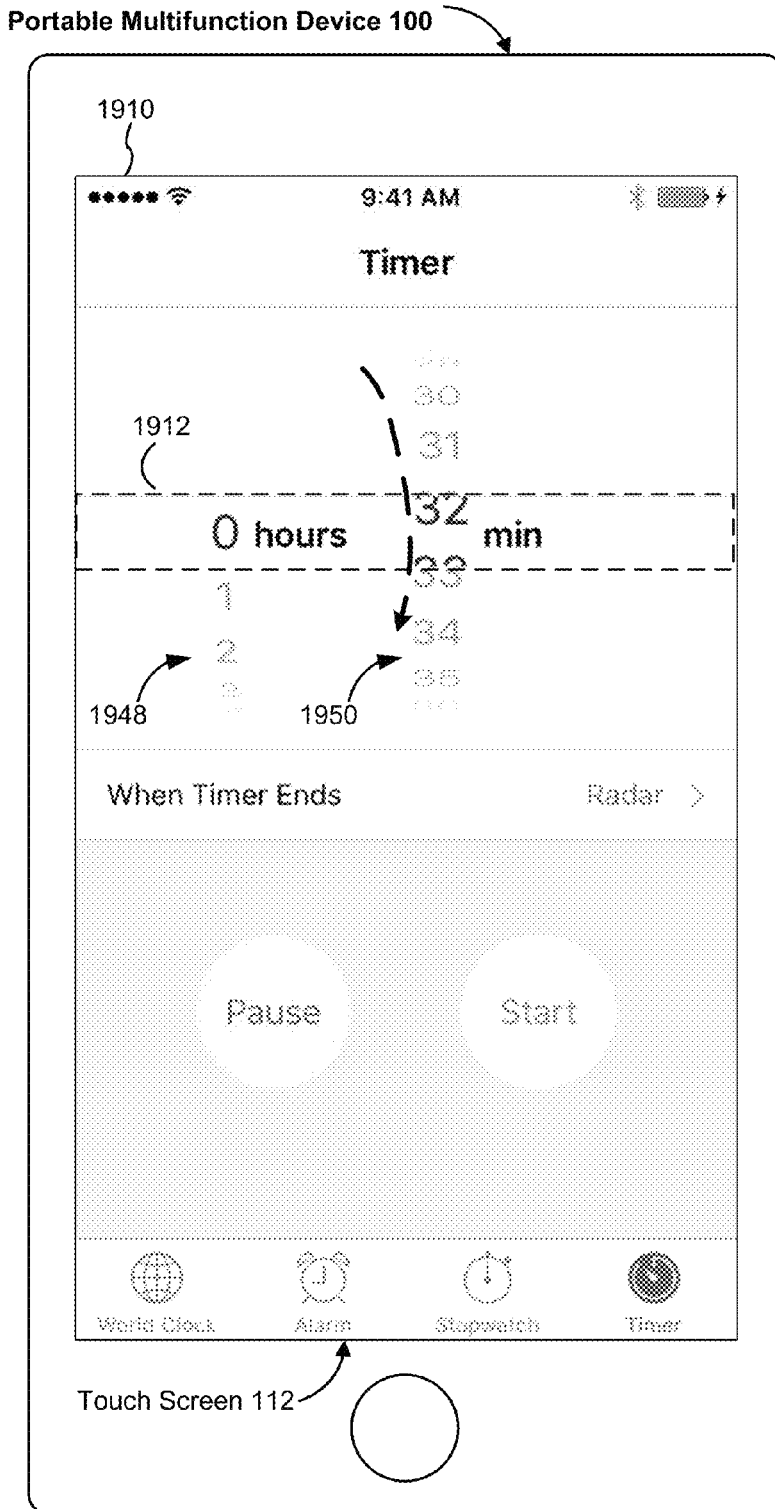 Portable Multifunction Device 100
1910
9:41 AM
Timer
30
31
1912
32
0 hours min
33
1
34
2
35
3
1948 1950
When Timer Ends Radar >
Pause Start
World Clock Alarm Stopwatch Timer
Touch Screen 112